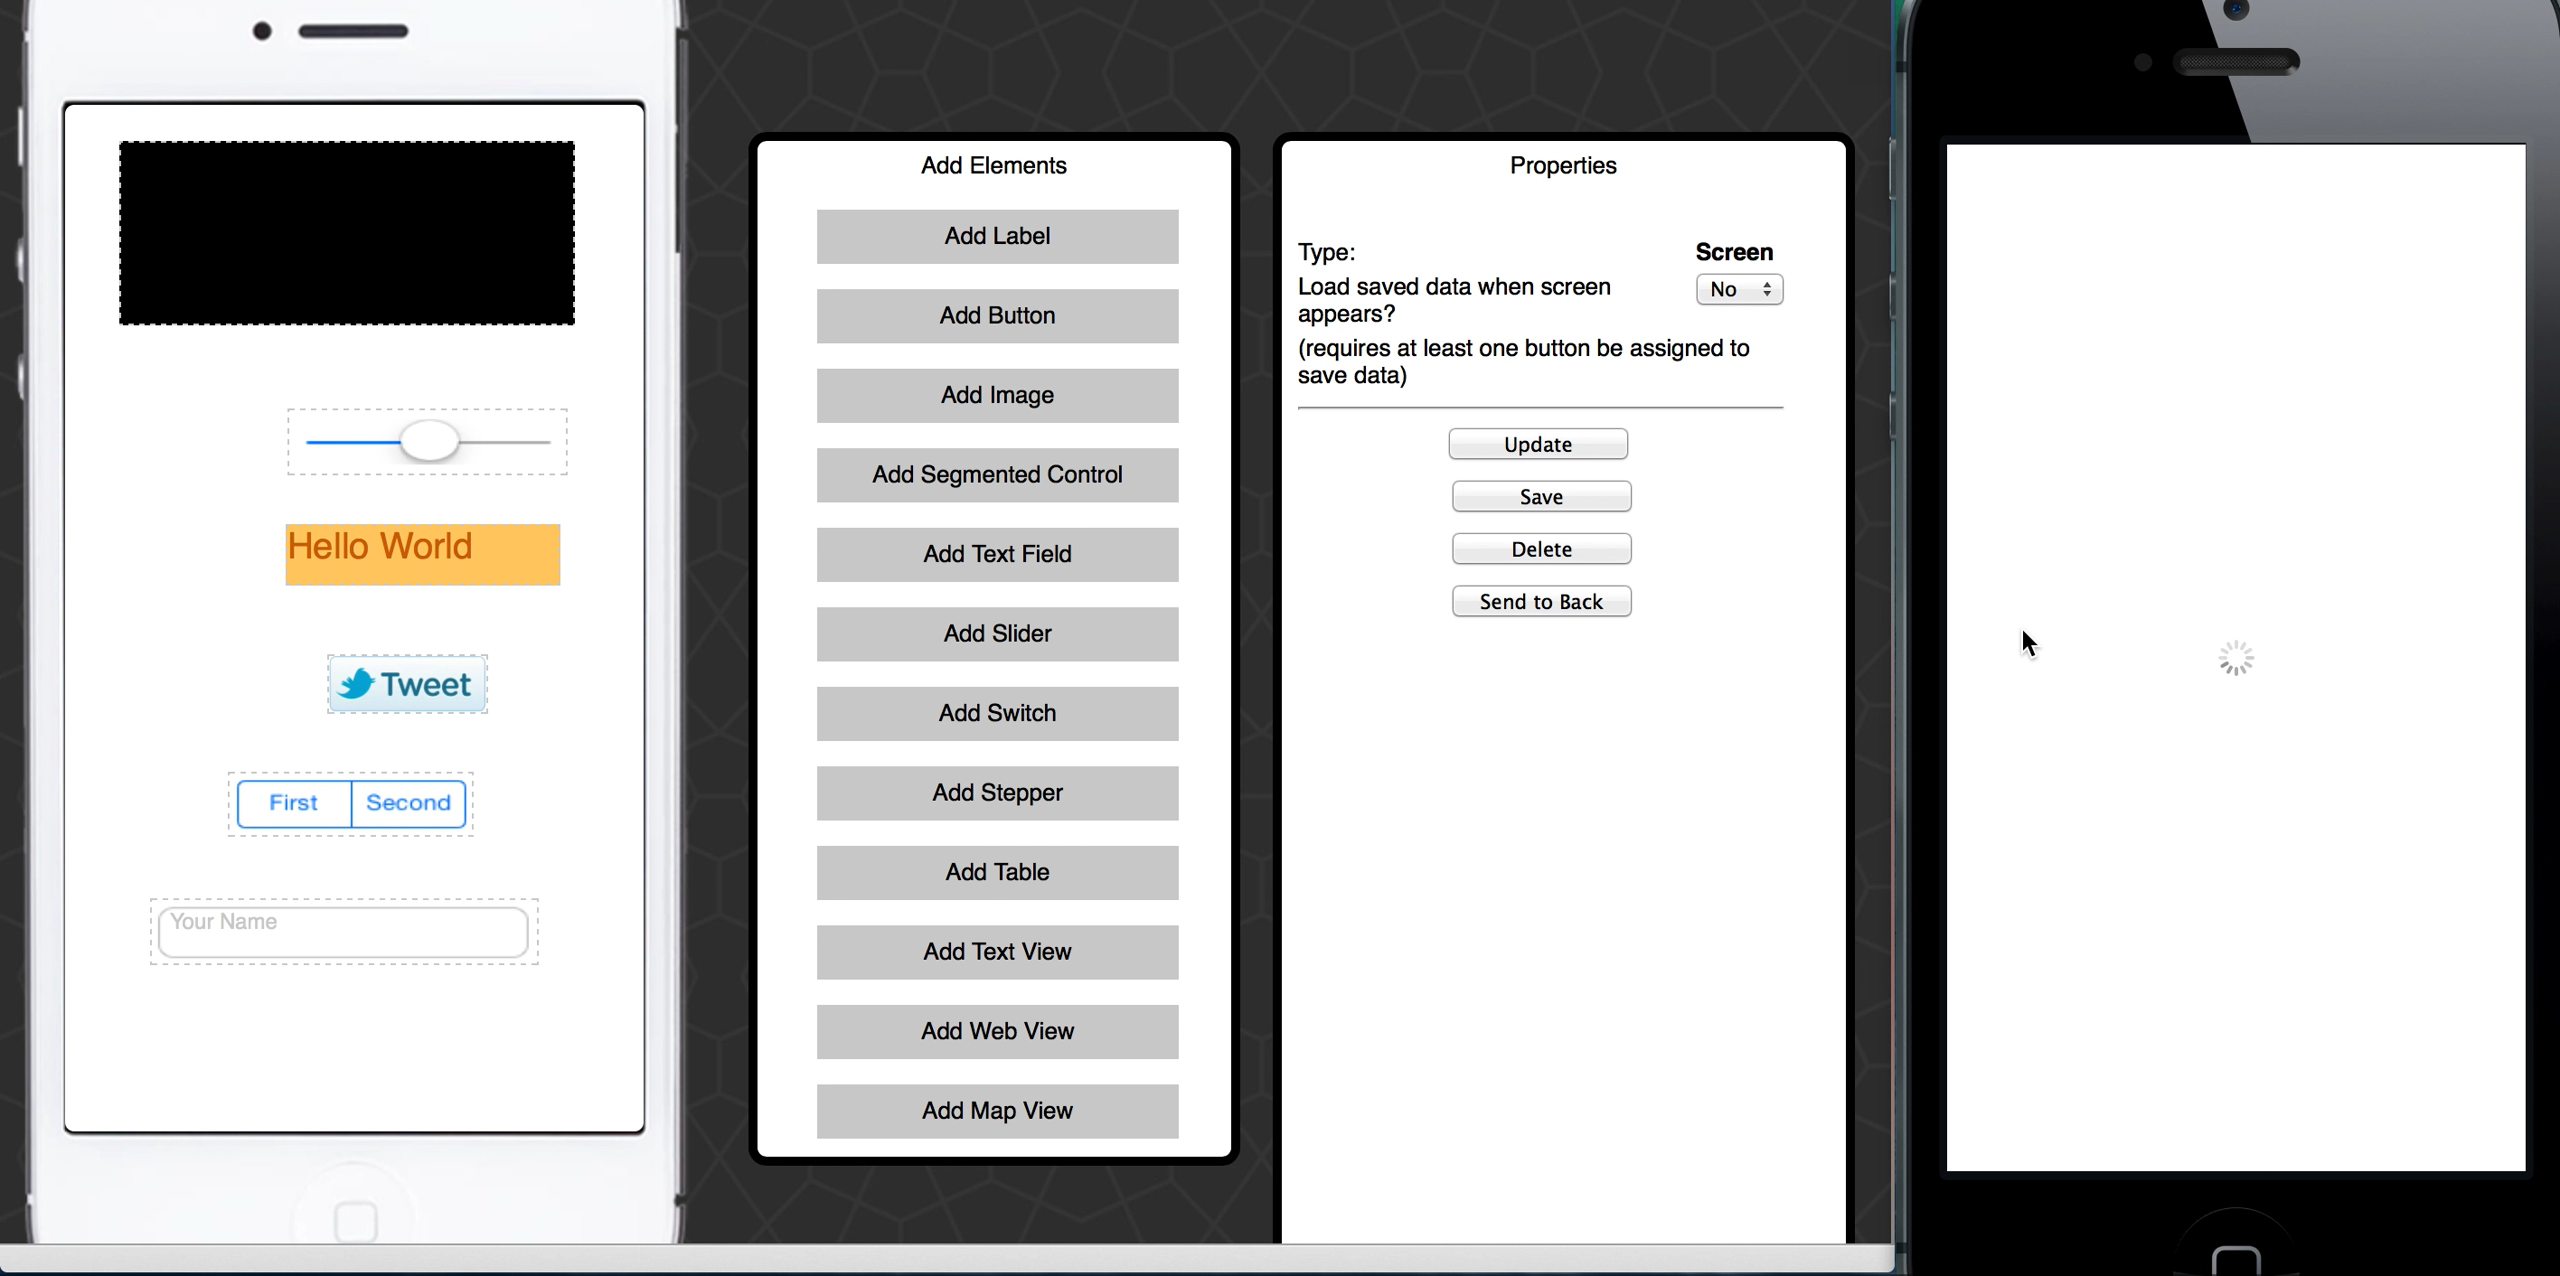 Hello World
Tweet
First
Second
Your Name
Add Elements
Add Label
Add Button
Add Image
Add Segmented Control
Add Text Field
Add Slider
Add Switch
Add Stepper
Add Table
Add Text View
Add Web View
Add Map View
Properties
Type: Screen
Load saved data when screen
appears?
No
(requires at least one button be assigned to
save data)
Update
Save
Delete
Send to Back